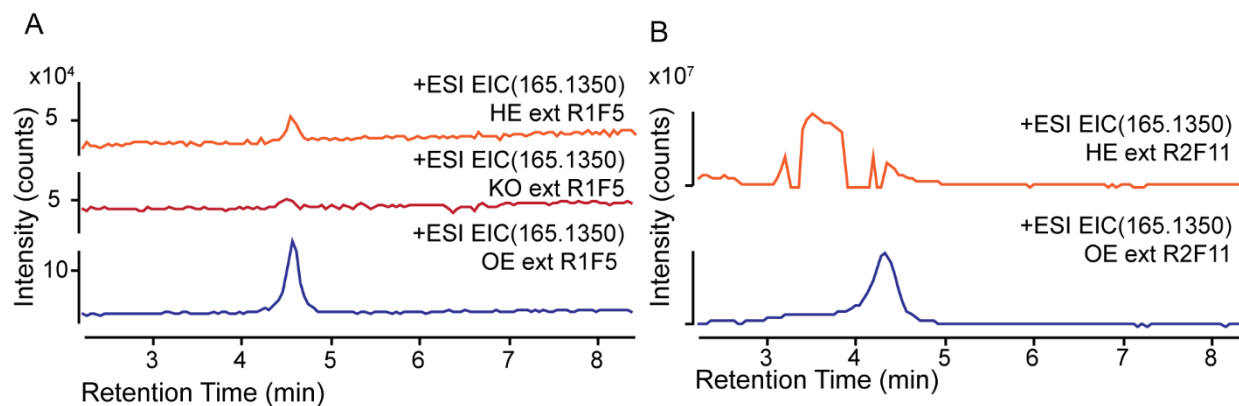 A
x10⁴
Intensity (counts)
5
+ESI EIC(165.1350)
HE ext R1F5
+ESI EIC(165.1350)
KO ext R1F5
5
+ESI EIC(165.1350)
OE ext R1F5
10
3 4 5 6 7 8
Retention Time (min)
B
x10⁷
Intensity (counts)
+ESI EIC(165.1350)
HE ext R2F11
+ESI EIC(165.1350)
OE ext R2F11
3 4 5 6 7 8
Retention Time (min)